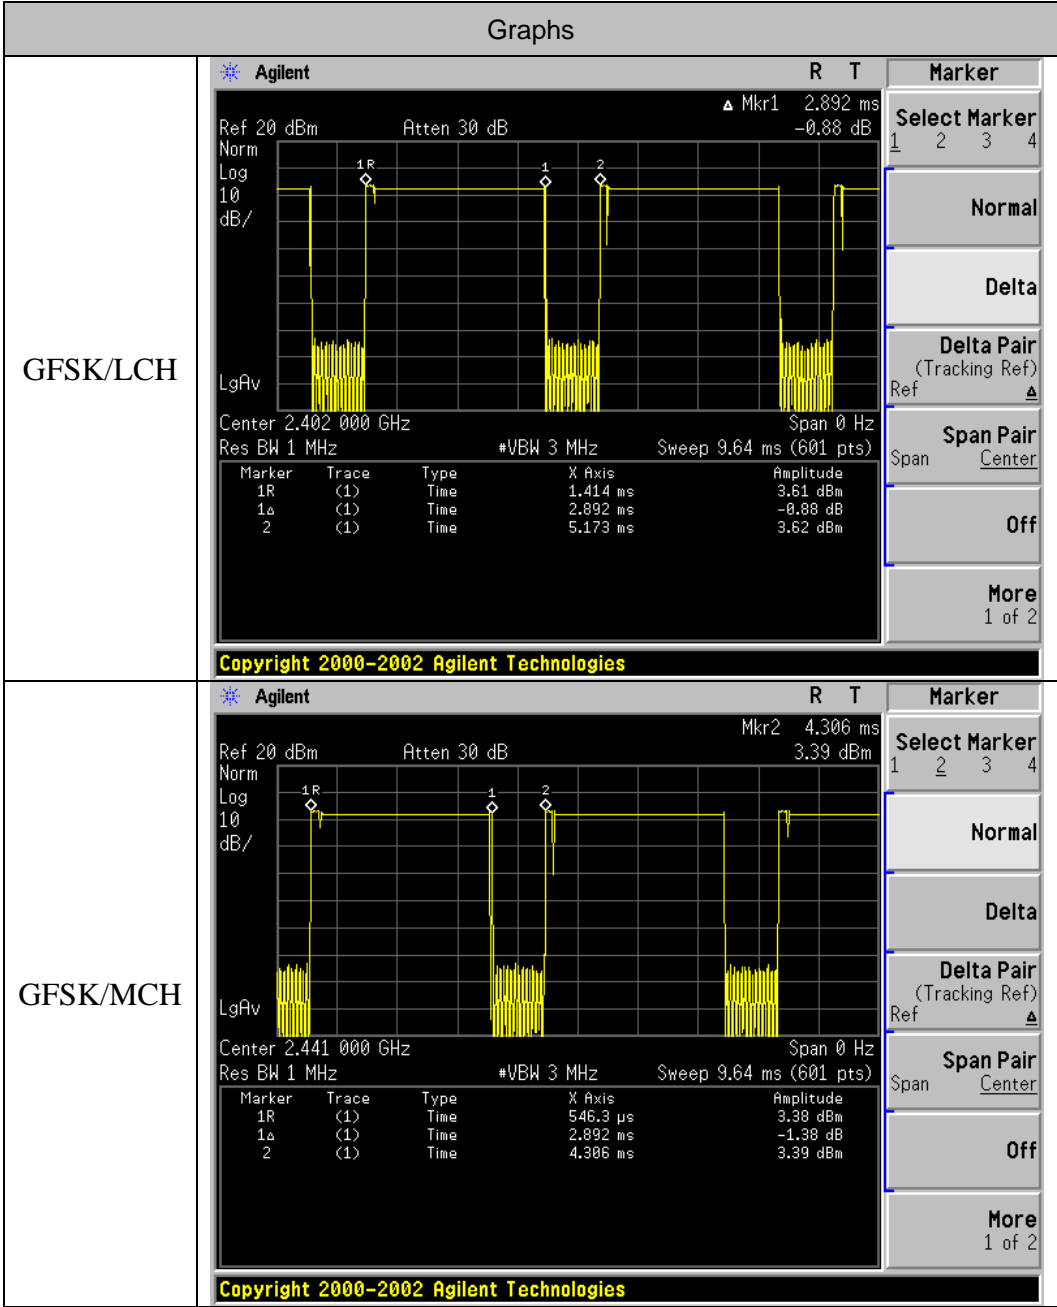 Graphs
GFSK/LCH
Agilent R T
Marker
▵ Mkr1 2.892 ms
Ref 20 dBm Atten 30 dB -0.88 dB
Norm
Log
10
dB/
1R 1 2
LgAv
Center 2.402 000 GHz Span 0 Hz
Res BW 1 MHz #VBW 3 MHz Sweep 9.64 ms (601 pts)
Marker Trace Type X Axis Amplitude
1R (1) Time 1.414 ms 3.61 dBm
1▵ (1) Time 2.892 ms -0.88 dB
2 (1) Time 5.173 ms 3.62 dBm
Select Marker
1 2 3 4
Normal
Delta
Delta Pair
(Tracking Ref)
Ref ▵
Span Pair
Span Center
Off
More
1 of 2
Copyright 2000-2002 Agilent Technologies
GFSK/MCH
Agilent R T
Marker
Mkr2 4.306 ms
Ref 20 dBm Atten 30 dB 3.39 dBm
Norm
Log
10
dB/
1R 1 2
LgAv
Center 2.441 000 GHz Span 0 Hz
Res BW 1 MHz #VBW 3 MHz Sweep 9.64 ms (601 pts)
Marker Trace Type X Axis Amplitude
1R (1) Time 546.3 µs 3.38 dBm
1▵ (1) Time 2.892 ms -1.38 dB
2 (1) Time 4.306 ms 3.39 dBm
Select Marker
1 2 3 4
Normal
Delta
Delta Pair
(Tracking Ref)
Ref ▵
Span Pair
Span Center
Off
More
1 of 2
Copyright 2000-2002 Agilent Technologies